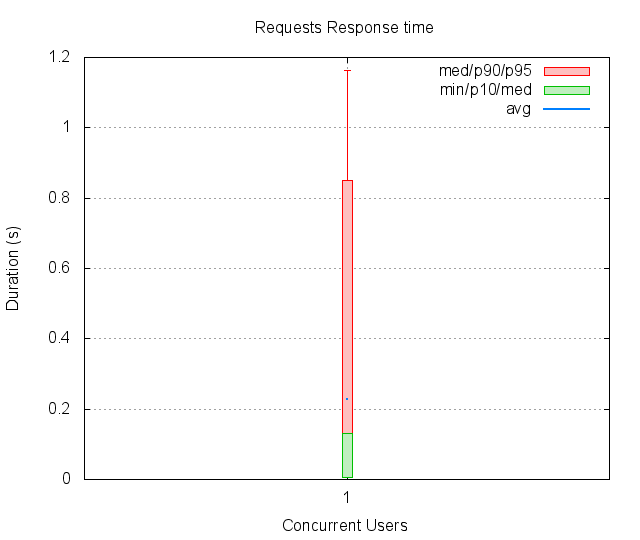 Requests Response time
1.2
1
0.8
0.6
0.4
0.2
0
Duration (s)
med/p90/p95
min/p10/med
avg
1
Concurrent Users